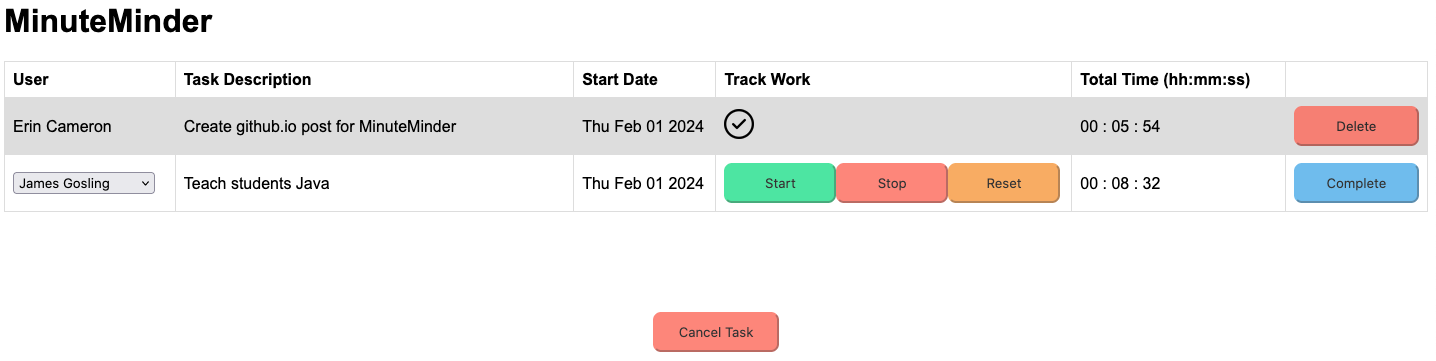 MinuteMinder
User Task Description Start Date Track Work Total Time (hh:mm:ss)
Erin Cameron Create github.io post for MinuteMinder Thu Feb 01 2024 00 : 05 : 54 Delete
James Gosling Teach students Java Thu Feb 01 2024 Start Stop Reset 00 : 08 : 32 Complete
Cancel Task